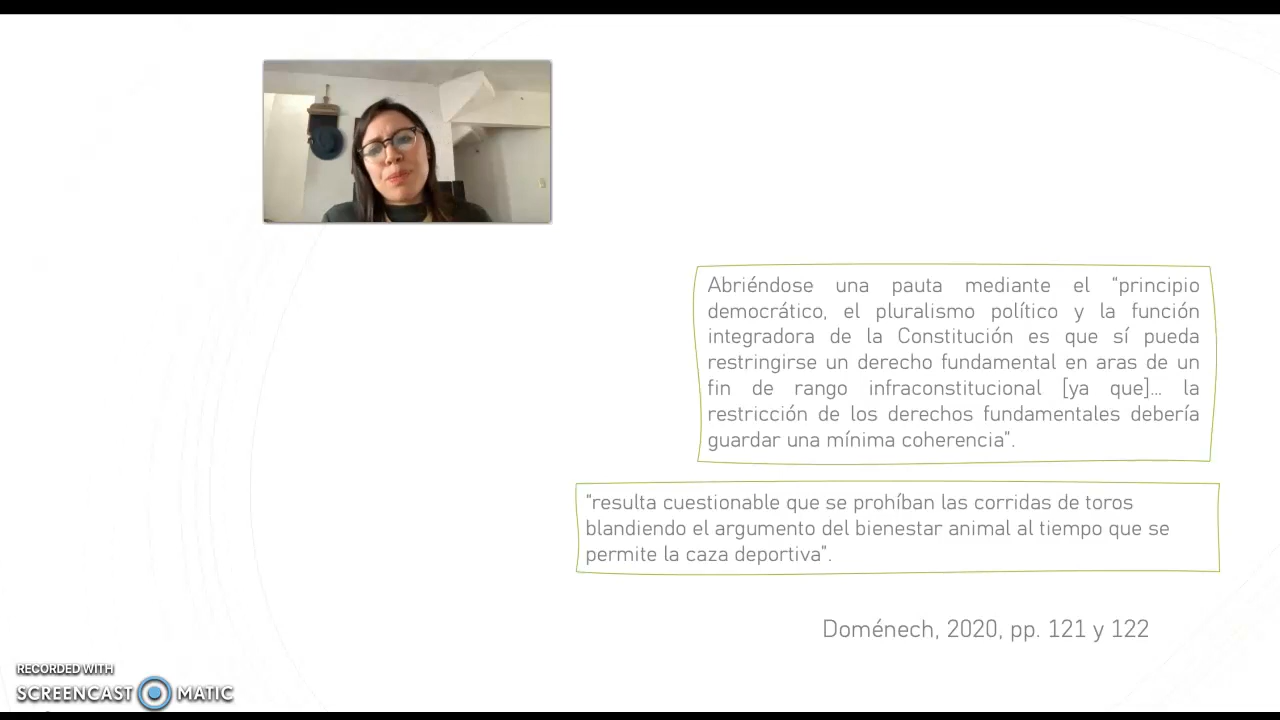 Abriéndose una pauta mediante el “principio
democrático, el pluralismo político y la función
integradora de la Constitución es que sí pueda
restringirse un derecho fundamental en aras de un
fin de rango infraconstitucional [ya que]... la
restricción de los derechos fundamentales debería
guardar una mínima coherencia”.
“resulta cuestionable que se prohíban las corridas de toros
blandiendo el argumento del bienestar animal al tiempo que se
permite la caza deportiva”.
Doménech, 2020, pp. 121 y 122
RECORDED WITH
SCREENCAST MATIC